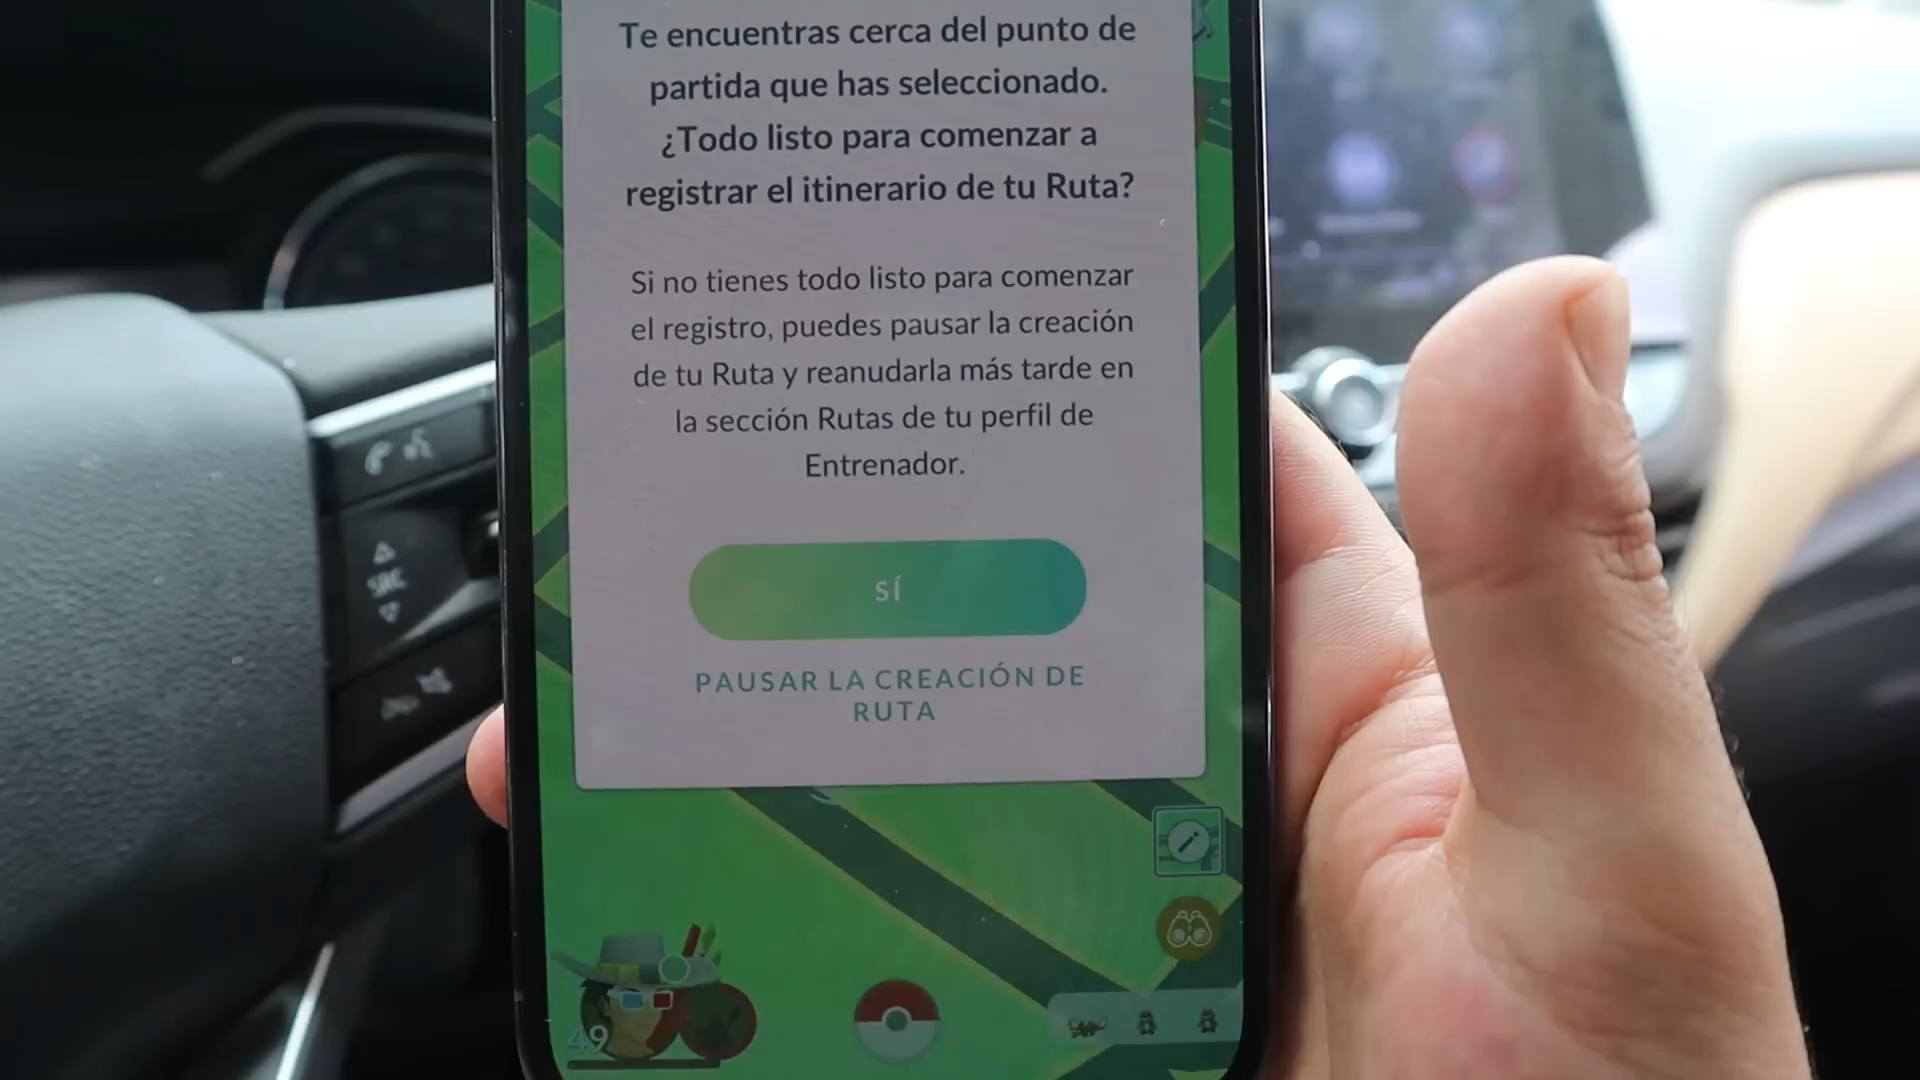 Te encuentras cerca del punto de
partida que has seleccionado.
¿Todo listo para comenzar a
registrar el itinerario de tu Ruta?
Si no tienes todo listo para comenzar
el registro, puedes pausar la creación
de tu Ruta y reanudarla más tarde en
la sección Rutas de tu perfil de
Entrenador.
SÍ
PAUSAR LA CREACIÓN DE
RUTA
SRC
49